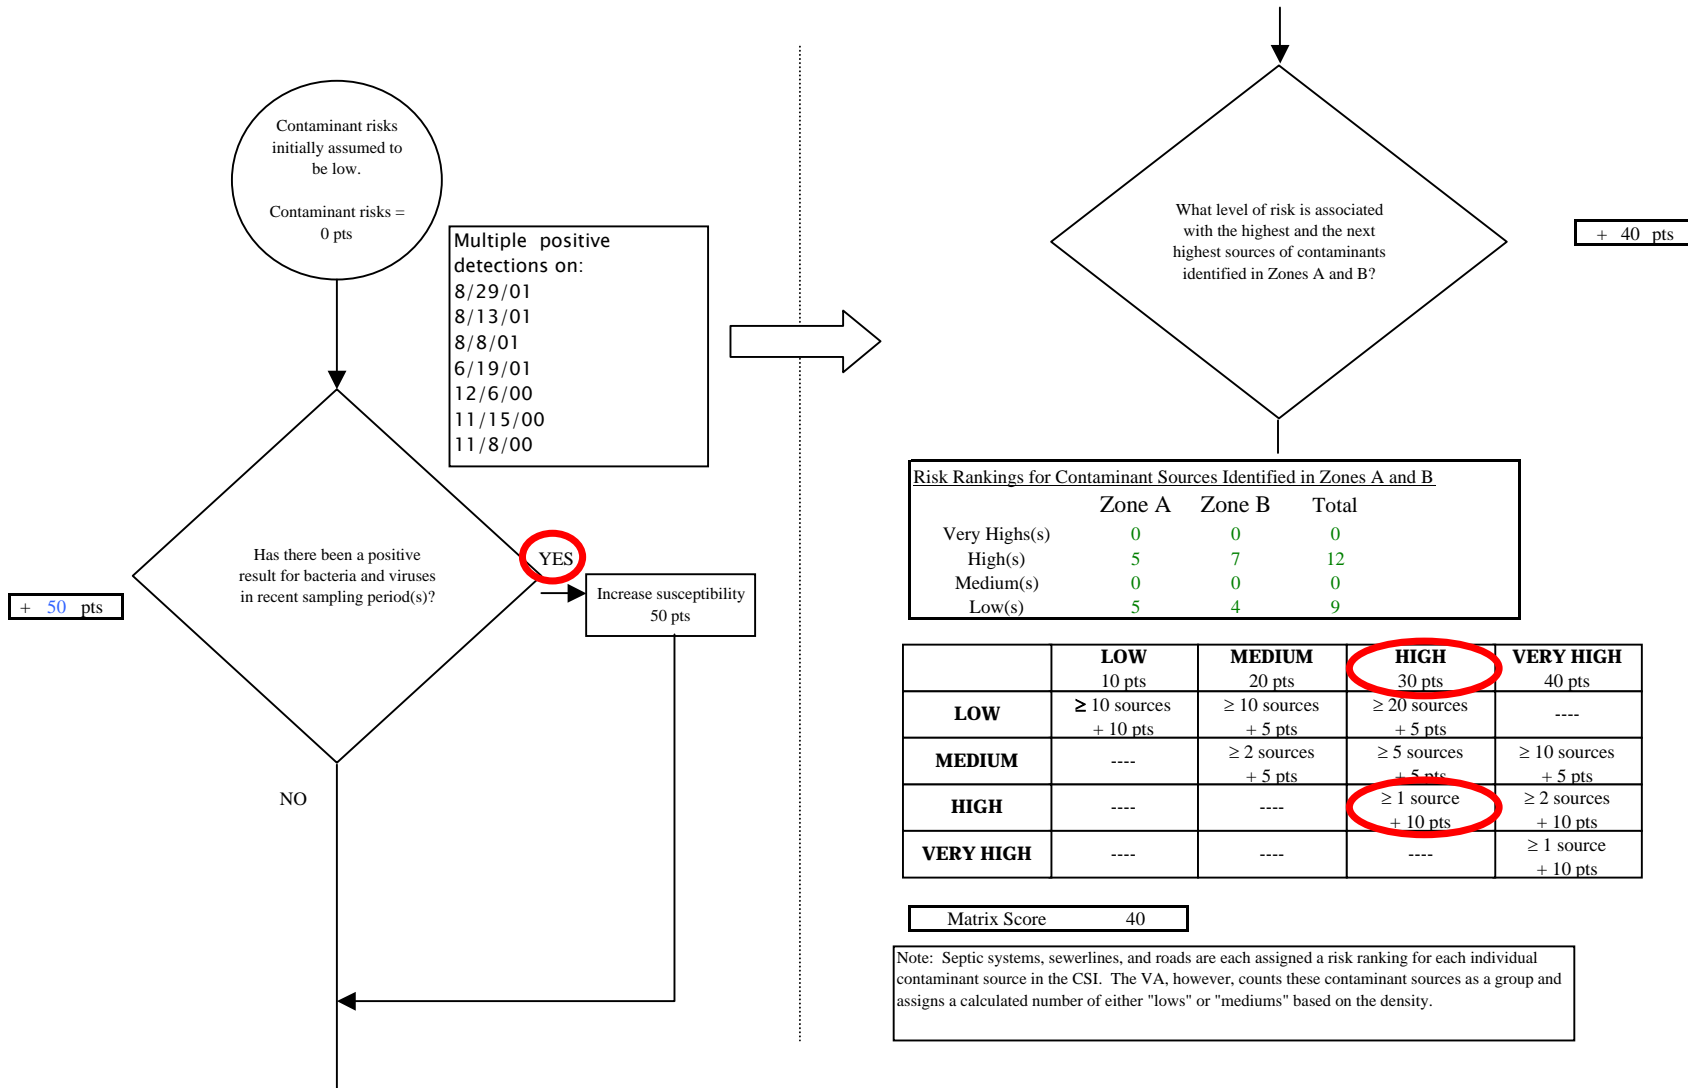 Contaminant risks
initially assumed to
be low.
Contaminant risks =
0 pts
Multiple positive
detections on:
8/29/01
8/13/01
8/8/01
6/19/01
12/6/00
11/15/00
11/8/00
Has there been a positive
result for bacteria and viruses
in recent sampling period(s)?
YES
+ 50 pts
Increase susceptibility
50 pts
NO
What level of risk is associated
with the highest and the next
highest sources of contaminants
identified in Zones A and B?
+ 40 pts
Risk Rankings for Contaminant Sources Identified in Zones A and B
Zone A Zone B Total
Very Highs(s) 0 0 0
High(s) 5 7 12
Medium(s) 0 0 0
Low(s) 5 4 9
LOW MEDIUM HIGH VERY HIGH
10 pts 20 pts 30 pts 40 pts
LOW ≥ 10 sources ≥ 10 sources ≥ 20 sources ----
+ 10 pts + 5 pts + 5 pts
MEDIUM ---- ≥ 2 sources ≥ 5 sources ≥ 10 sources
+ 5 pts + 5 pts + 5 pts
HIGH ---- ---- ≥ 1 source ≥ 2 sources
+ 10 pts + 10 pts
VERY HIGH ---- ---- ---- ≥ 1 source
+ 10 pts
Matrix Score 40
Note: Septic systems, sewerlines, and roads are each assigned a risk ranking for each individual
contaminant source in the CSI. The VA, however, counts these contaminant sources as a group and
assigns a calculated number of either "lows" or "mediums" based on the density.